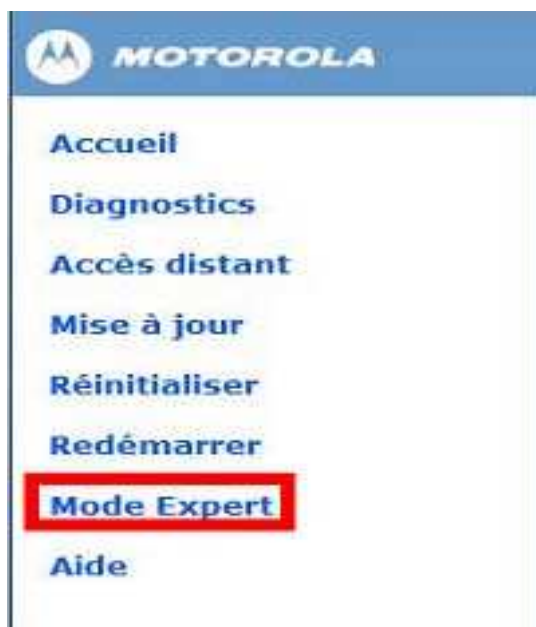 MOTOROLA
Accueil
Diagnostics
Accès distant
Mise à jour
Réinitialiser
Redémarrer
Mode Expert
Aide